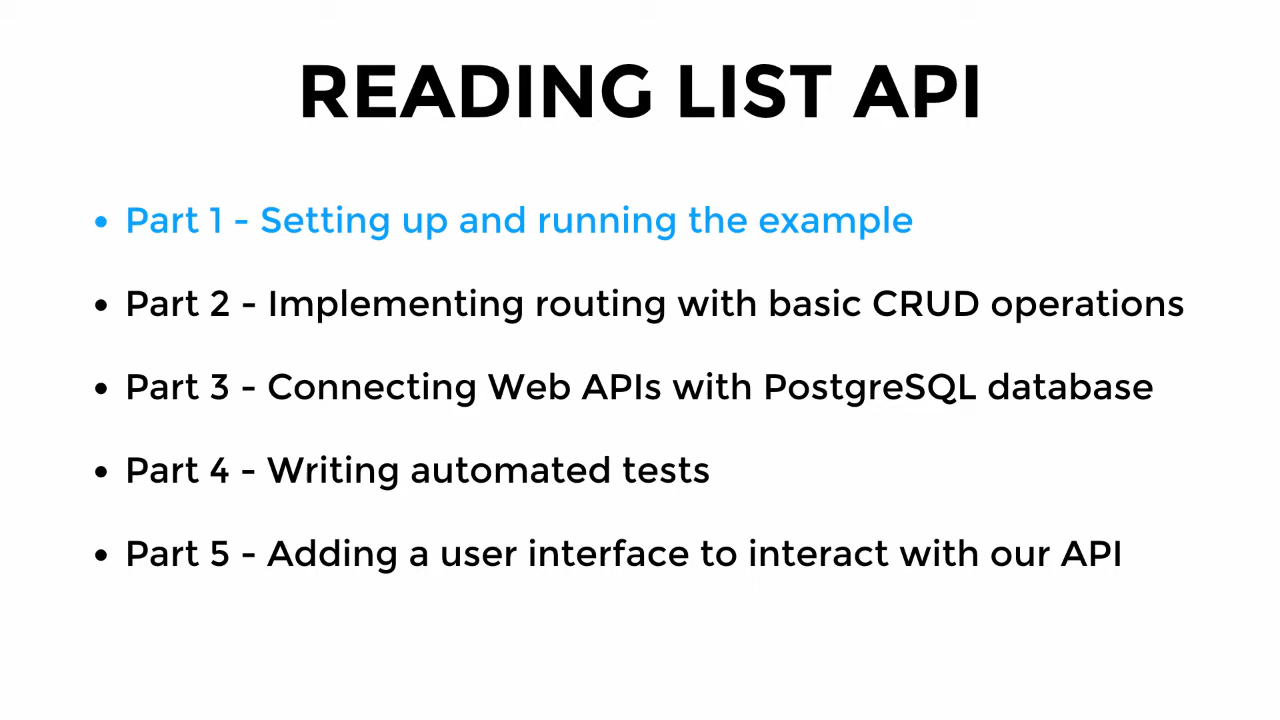 READING LIST API
• Part 1 - Setting up and running the example
• Part 2 - Implementing routing with basic CRUD operations
• Part 3 - Connecting Web APIs with PostgreSQL database
• Part 4 - Writing automated tests
• Part 5 - Adding a user interface to interact with our API